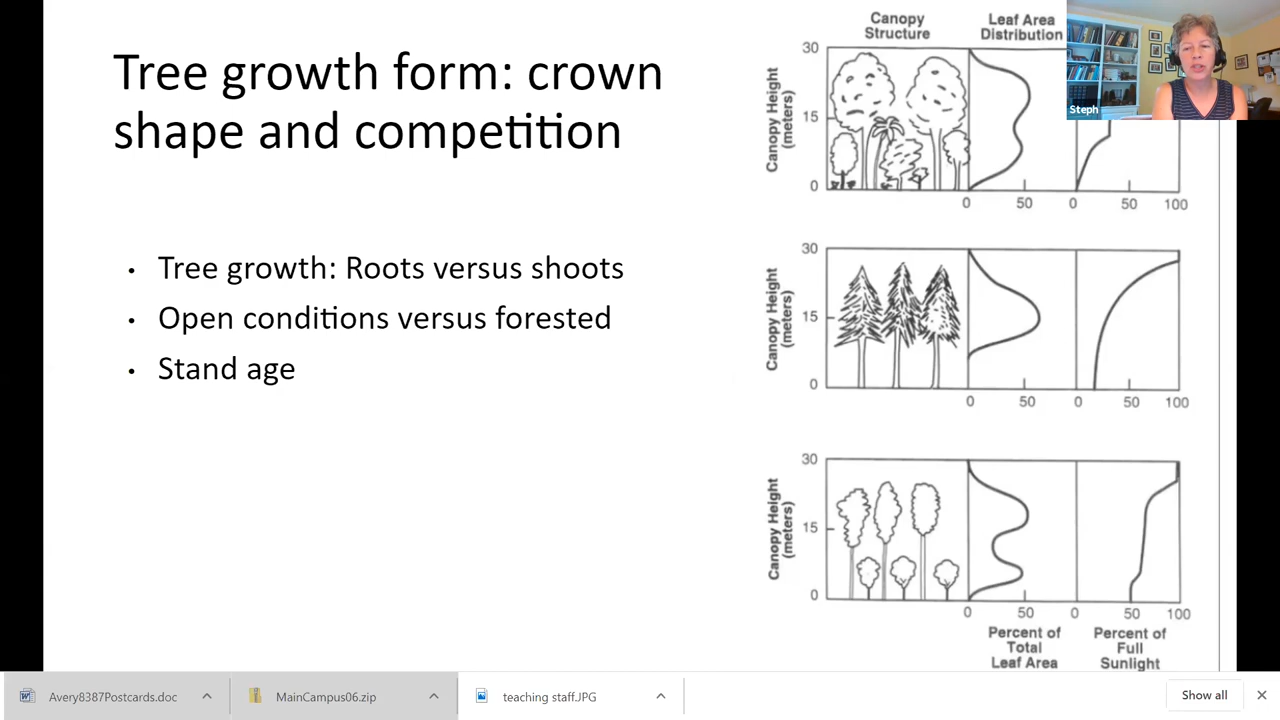 Tree growth form: crown
shape and competition
• Tree growth: Roots versus shoots
• Open conditions versus forested
• Stand age
Canopy
Structure
Leaf Area
Distribution
Steph
30
15
0
Canopy Height
(meters)
0 50 0 50 100
30
15
0
Canopy Height
(meters)
0 50 0 50 100
30
15
0
Canopy Height
(meters)
0 50 0 50 100
Percent of
Total
Leaf Area
Percent of
Full
Sunlight
Avery8387Postcards.doc
MainCampus06.zip
teaching staff.JPG
Show all